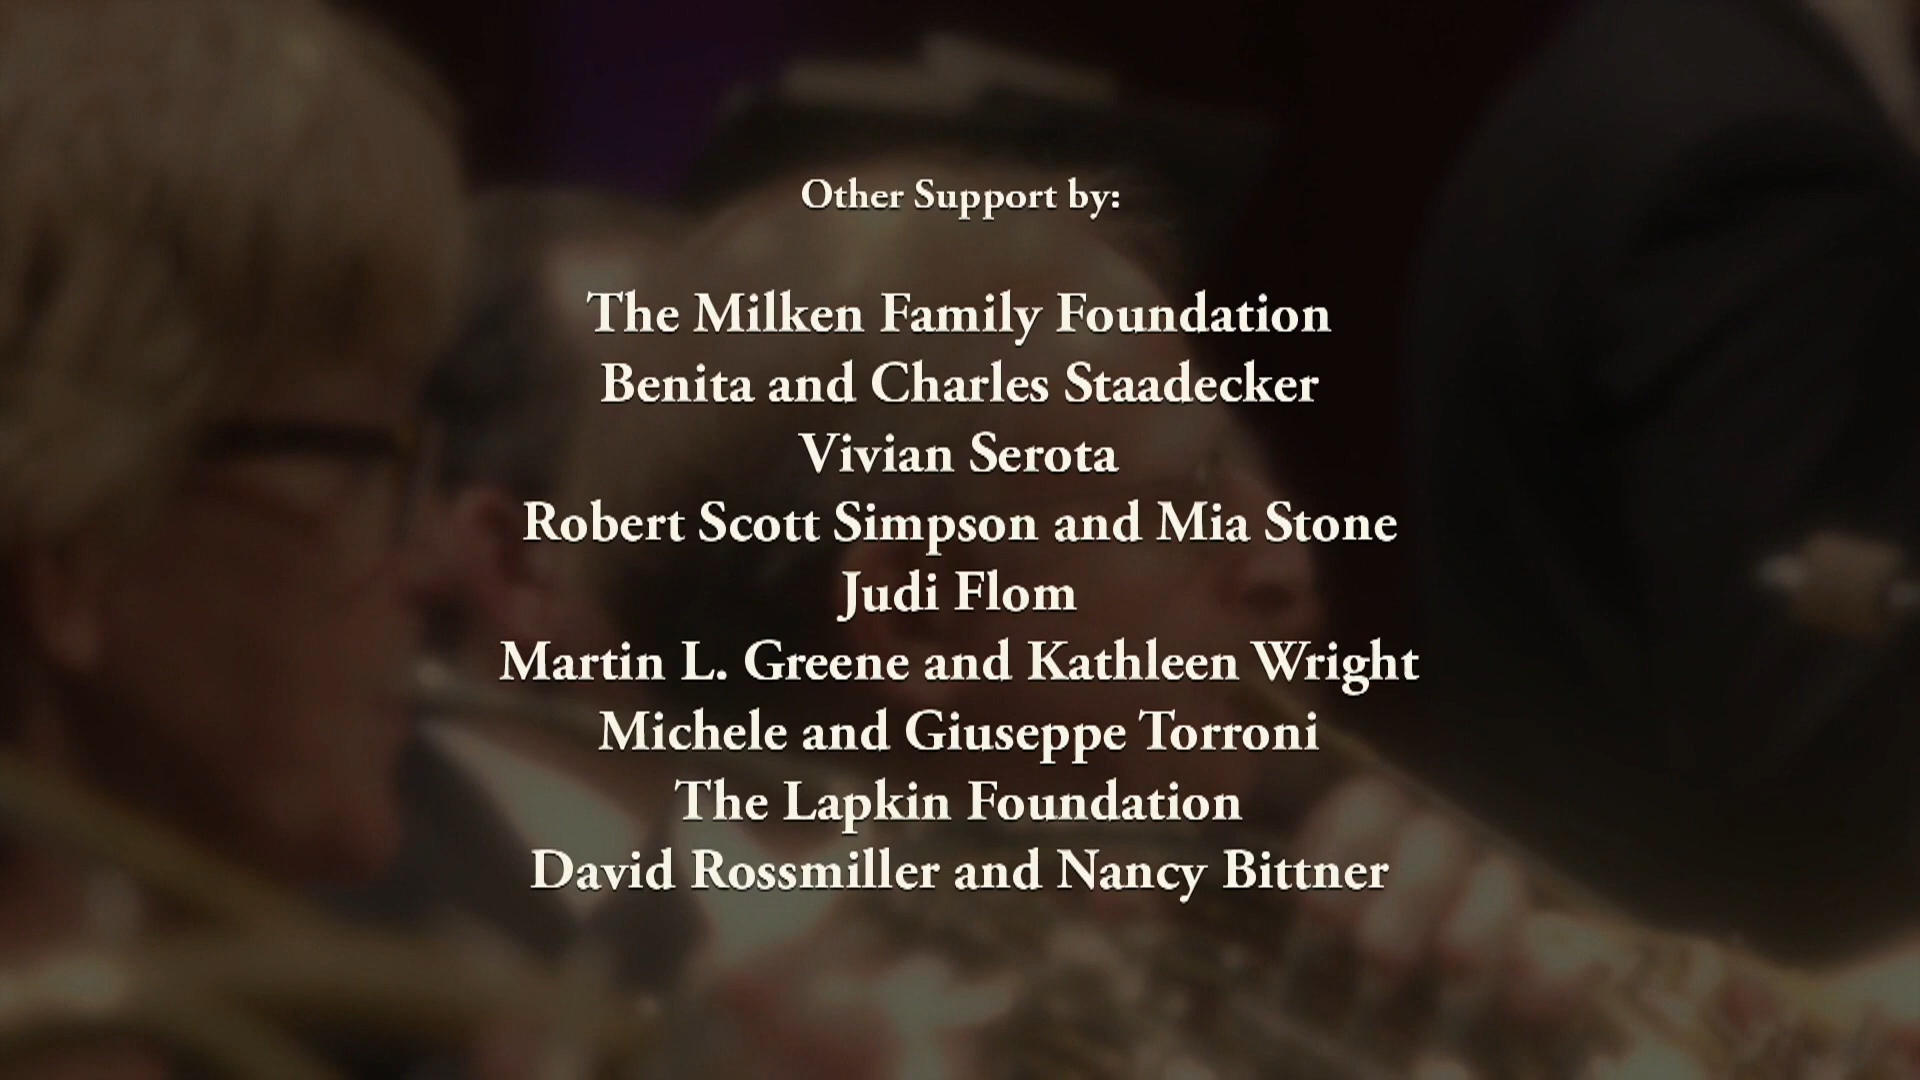 Other Support by:
The Milken Family Foundation
Benita and Charles Staadecker
Vivian Serota
Robert Scott Simpson and Mia Stone
Judi Flom
Martin L. Greene and Kathleen Wright
Michele and Giuseppe Torroni
The Lapkin Foundation
David Rossmiller and Nancy Bittner